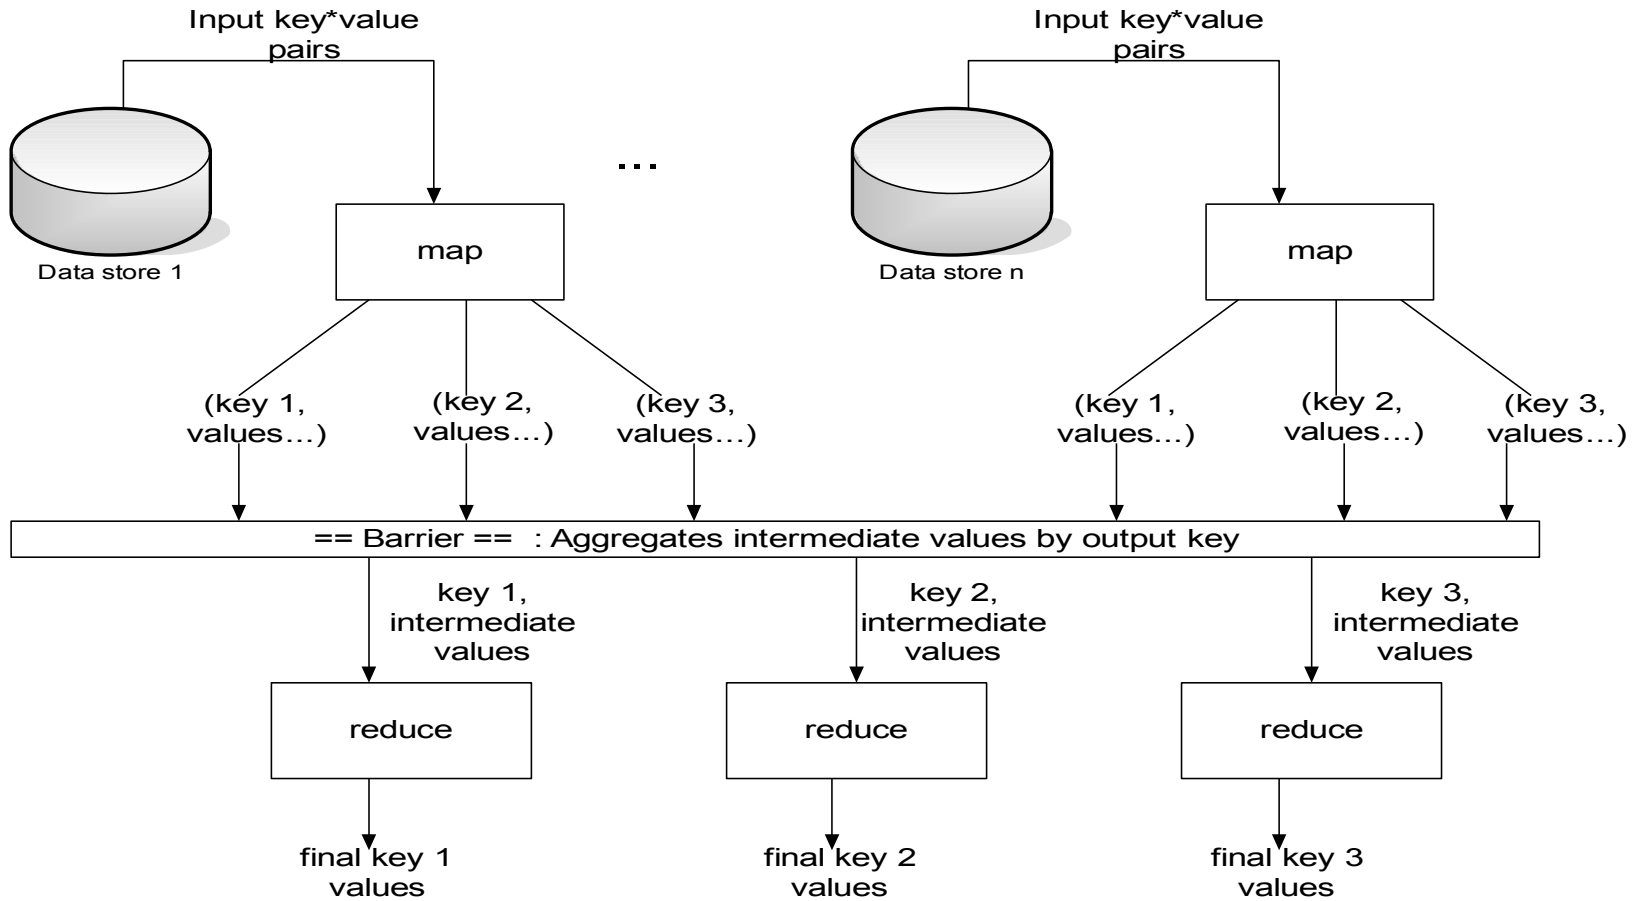 Input key*value
pairs
Input key*value
pairs
...
map
map
Data store 1
Data store n
(key 1,
values...)
(key 2,
values...)
(key 3,
values...)
(key 1,
values...)
(key 2,
values...)
(key 3,
values...)
== Barrier == : Aggregates intermediate values by output key
key 1,
intermediate
values
key 2,
intermediate
values
key 3,
intermediate
values
reduce
reduce
reduce
final key 1
values
final key 2
values
final key 3
values